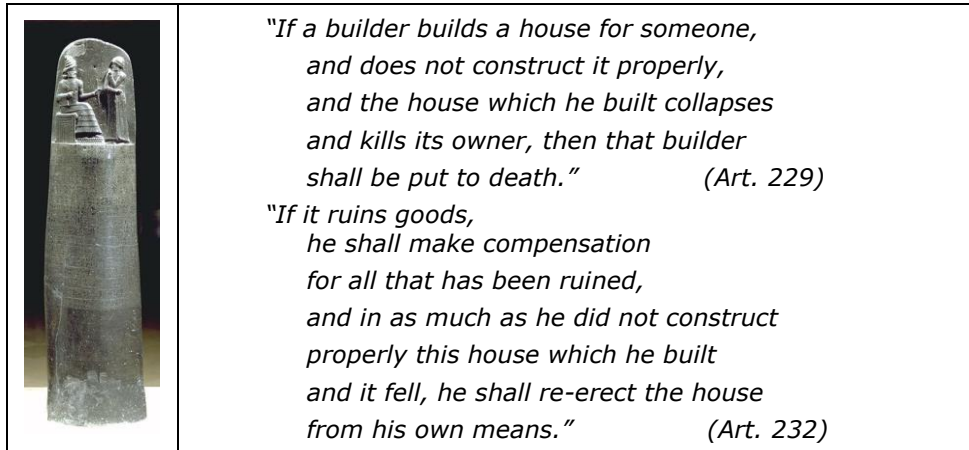 “If a builder builds a house for someone,
and does not construct it properly,
and the house which he built collapses
and kills its owner, then that builder
shall be put to death.” (Art. 229)
“If it ruins goods,
he shall make compensation
for all that has been ruined,
and in as much as he did not construct
properly this house which he built
and it fell, he shall re-erect the house
from his own means.” (Art. 232)